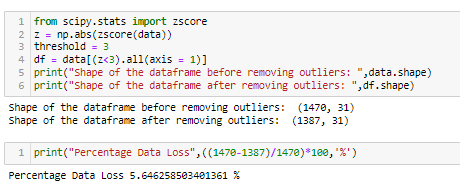 1 from scipy.stats import zscore
2 z = np.abs(zscore(data))
3 threshold = 3
4 df = data[(z<3).all(axis = 1)]
5 print("Shape of the dataframe before removing outliers: ",data.shape)
6 print("Shape of the dataframe after removing outliers: ",df.shape)
Shape of the dataframe before removing outliers:  (1470, 31)
Shape of the dataframe after removing outliers:  (1387, 31)
1 print("Percentage Data Loss",((1470-1387)/1470)*100,'%')
Percentage Data Loss 5.646258503401361 %